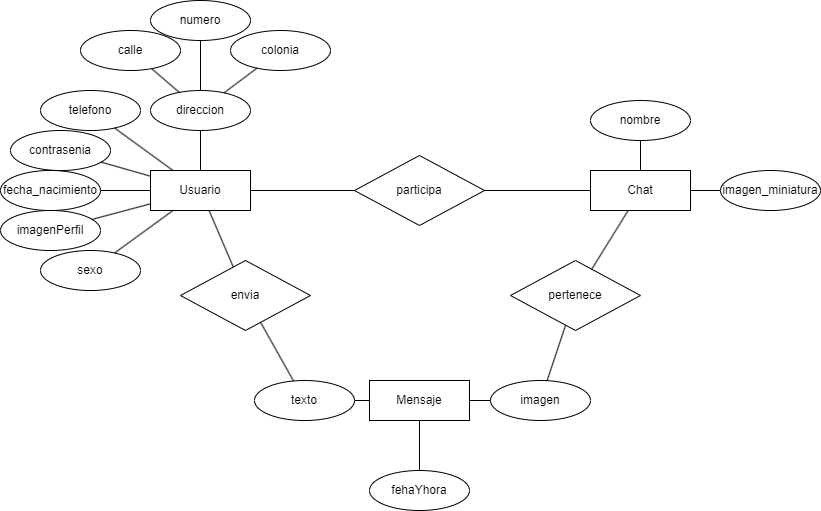 numero
calle
colonia
telefono
direccion
nombre
contrasenia
fecha_nacimiento
Usuario
participa
Chat
imagen_miniatura
imagenPerfil
sexo
envia
pertenece
texto
Mensaje
imagen
fehaYhora